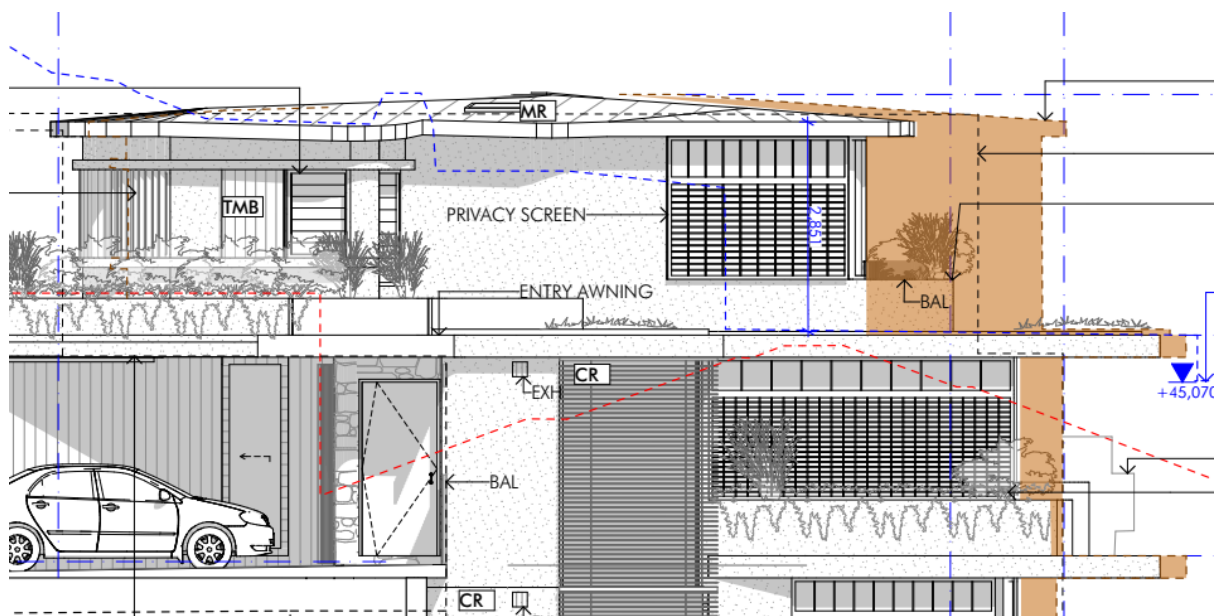 MR
TMB
PRIVACY SCREEN
2,851
ENTRY AWNING
BAL
CR
EXH
+45,070
BAL
CR